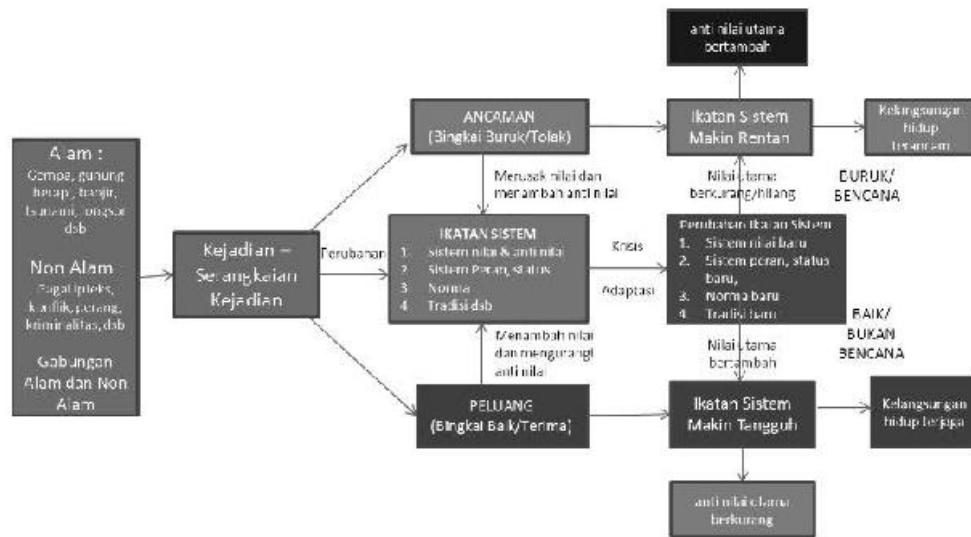 anti nilai utama
bertambah
ANCAMAN
(Bingkai Buruk/Tolak)
Ikatan Sistem
Makin Rentan
Kelangsungan
hidup
terancam
Alam :
Gempa, gunung
berapi, banjir,
tsunami, longsor
dsb
Non Alam
Gagal ipteks,
konflik, perang,
kriminalitas, dsb
Gabungan
Alam dan Non
Alam
Kejadian –
Serangkaian
Kejadian
Perubahan
Merusak nilai dan
menambah anti nilai
Nilai utama
berkurang/hilang
BURUK/
BENCANA
IKATAN SISTEM
1. Sistem nilai & anti nilai
2 Sistem Peran, status
3 Norma
4 Tradisi dsb
Krisis
Adaptasi
Perubahan Ikatan Sistem
1. Sistem nilai baru
2. Sistem peran, status
baru,
3. Norma baru
4. Tradisi baru
Menambah nilai
dan mengurangi
anti nilai
Nilai utama
bertambah
BAIK/
BUKAN
BENCANA
PELUANG
(Bingkai Baik/Terima)
Ikatan Sistem
Makin Tangguh
Kelangsungan
hidup terjaga
anti nilai utama
berkurang